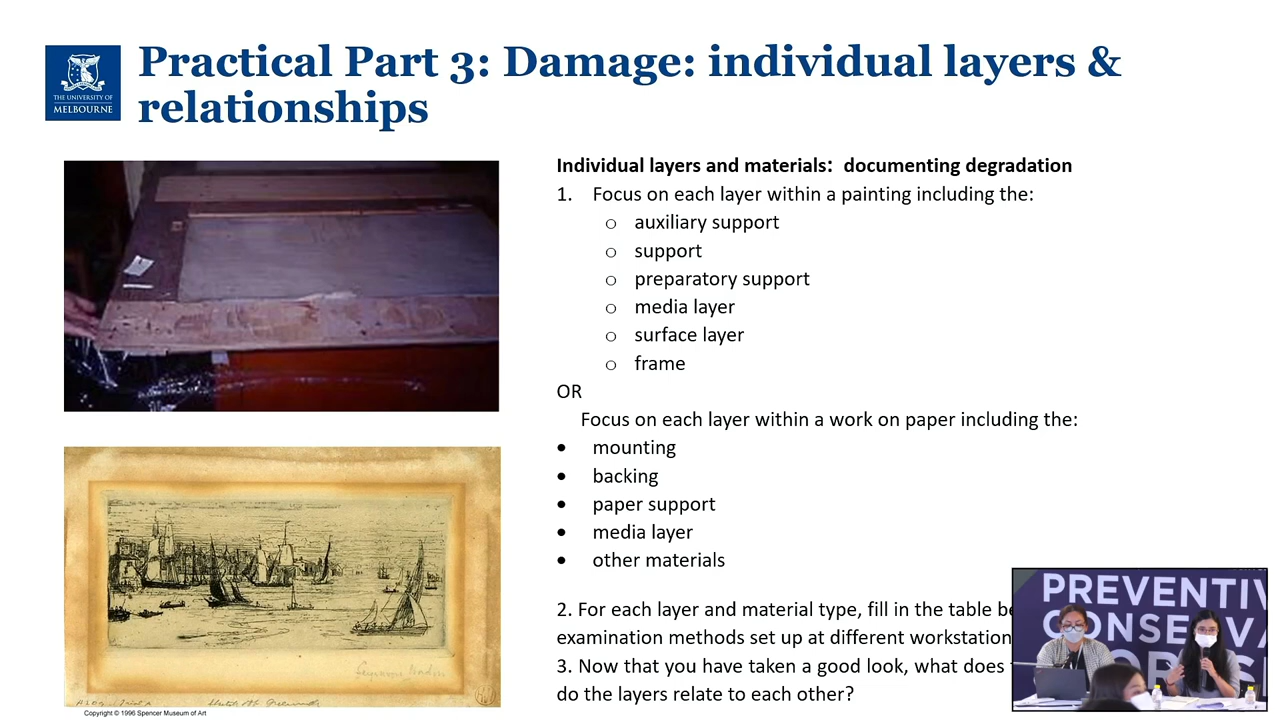 Practical Part 3: Damage: individual layers &
relationships
THE UNIVERSITY OF
MELBOURNE
Individual layers and materials: documenting degradation
1. Focus on each layer within a painting including the:
o auxiliary support
o support
o preparatory support
o media layer
o surface layer
o frame
OR
Focus on each layer within a work on paper including the:
• mounting
• backing
• paper support
• media layer
• other materials
2. For each layer and material type, fill in the table
examination methods set up at different workstation
3. Now that you have taken a good look, what does
do the layers relate to each other?
Copyright © 1996 Spencer Museum of Art
PREVENTIV
CONSERVA